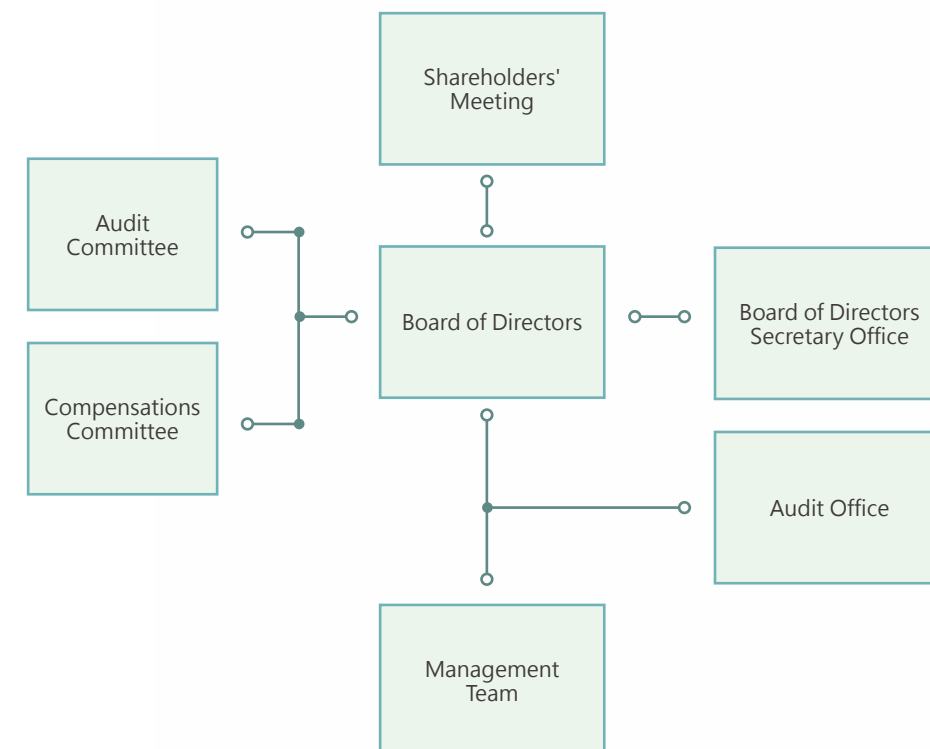 Shareholders'
Meeting
Audit
Committee
Board of Directors
Board of Directors
Secretary Office
Compensations
Committee
Audit Office
Management
Team